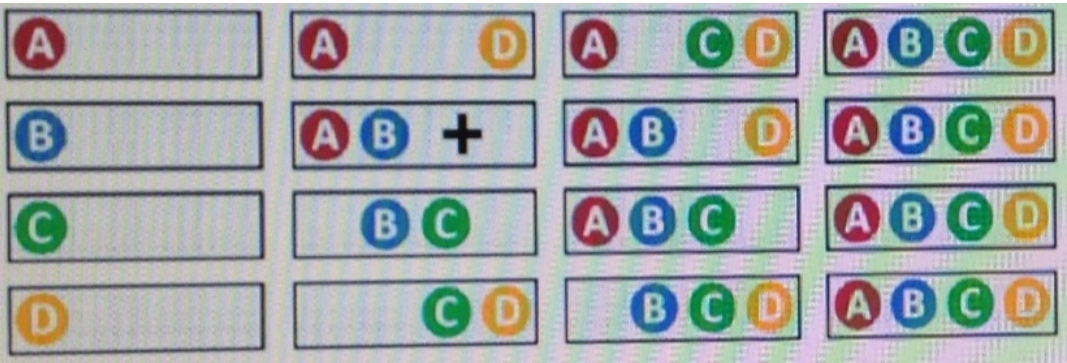 A A D A C D A B C D
B A B + A B D A B C D
C B C A B C A B C D
D C D B C D A B C D